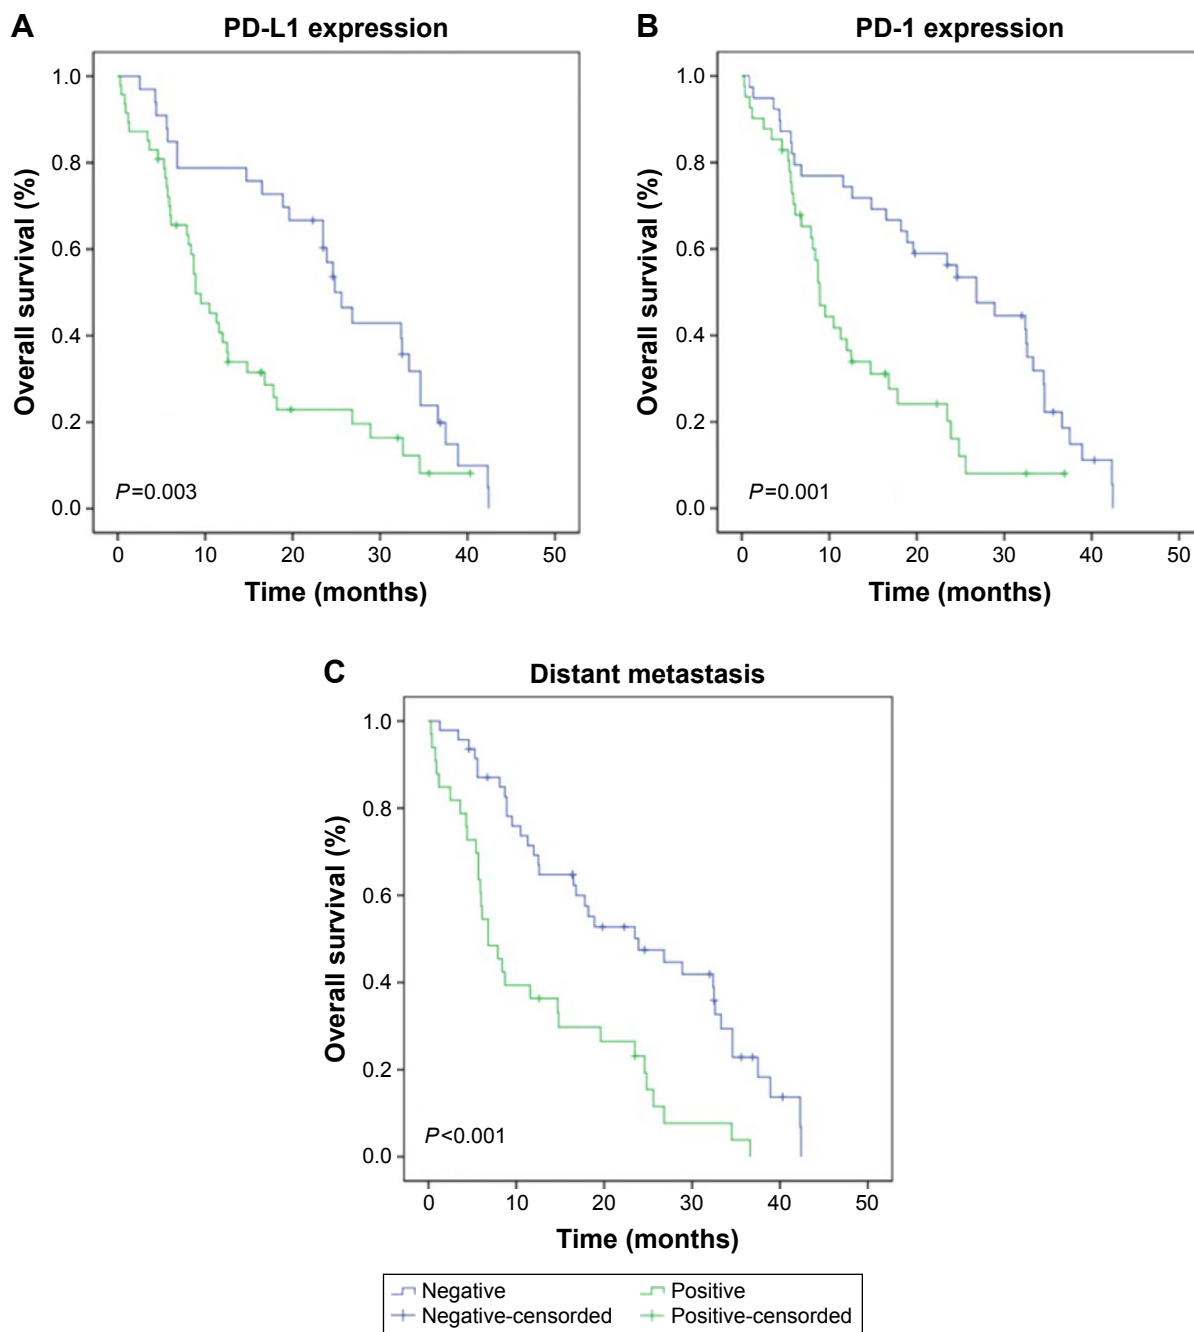 A
PD-L1 expression
Overall survival (%)
1.0
0.8
0.6
0.4
0.2
0.0
P=0.003
0 10 20 30 40 50
Time (months)
B
PD-1 expression
Overall survival (%)
1.0
0.8
0.6
0.4
0.2
0.0
P=0.001
0 10 20 30 40 50
Time (months)
C
Distant metastasis
Overall survival (%)
1.0
0.8
0.6
0.4
0.2
0.0
P<0.001
0 10 20 30 40 50
Time (months)
Negative Positive
Negative-censorded Positive-censorded